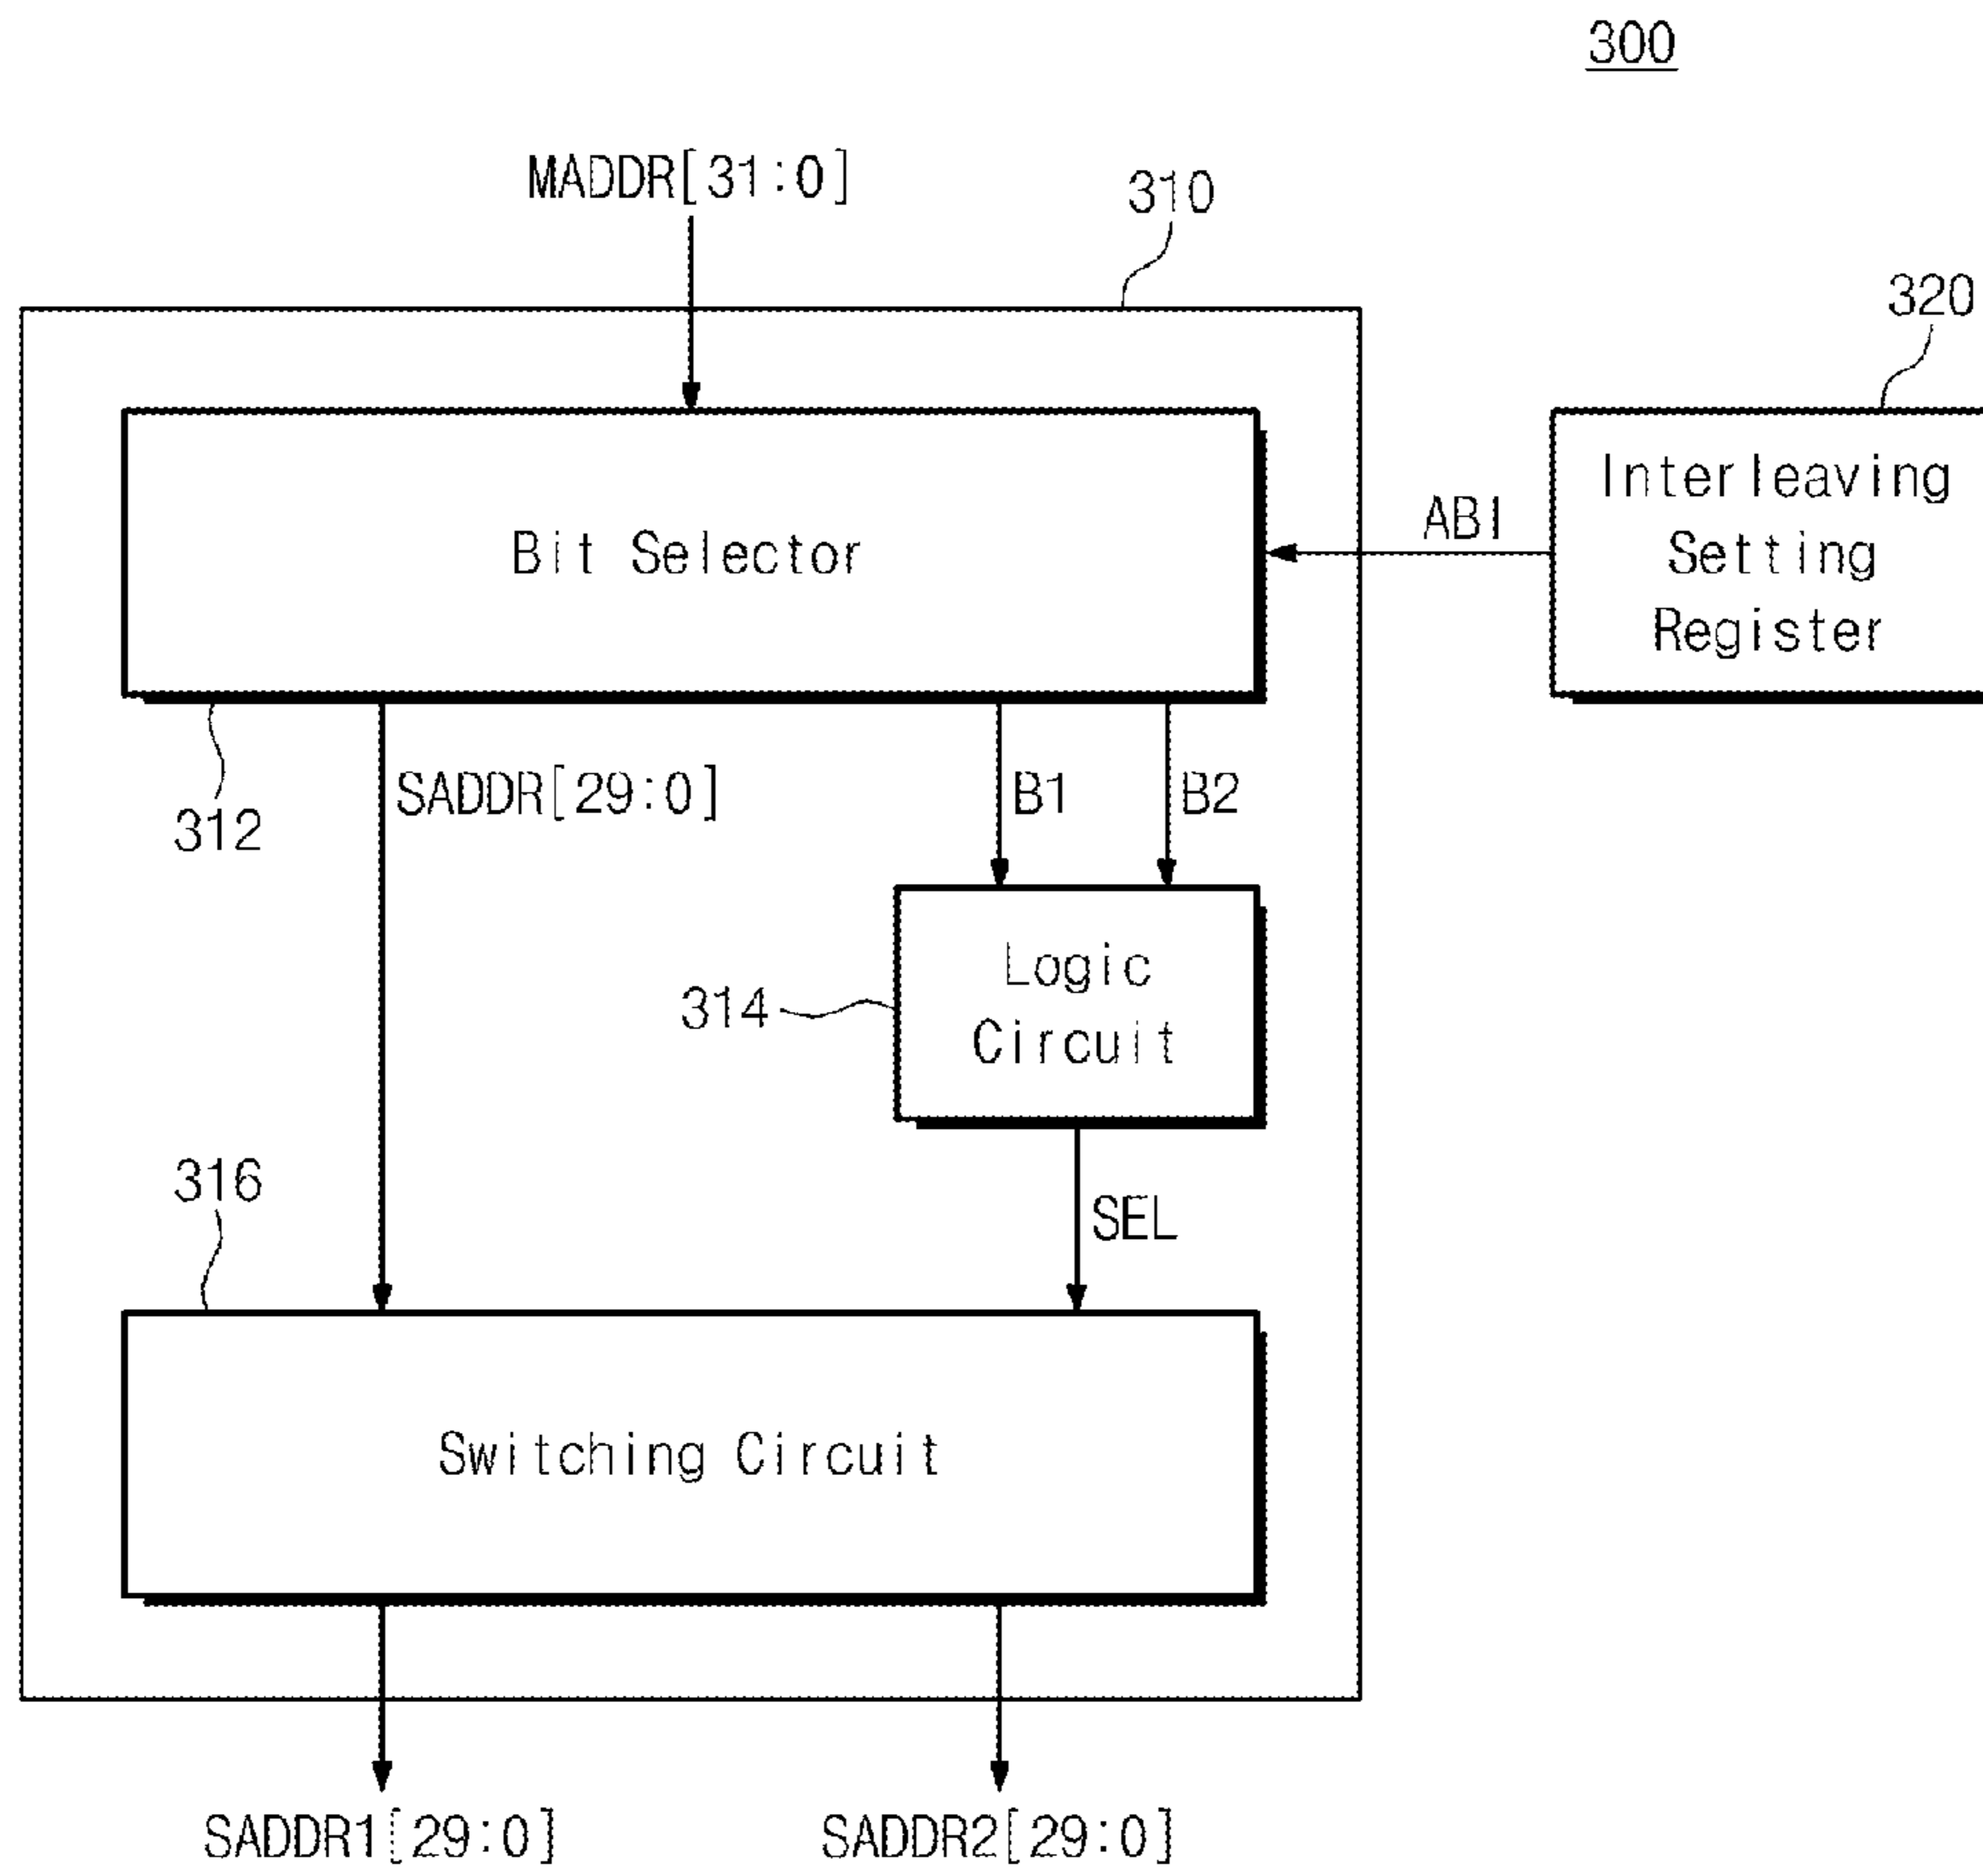 300
MADDR[31:0]
310
320
Bit Selector
ABI
Interleaving
Setting
Register
312
SADDR[29:0]
B1
B2
314
Logic
Circuit
316
SEL
Switching Circuit
SADDR1[29:0]
SADDR2[29:0]